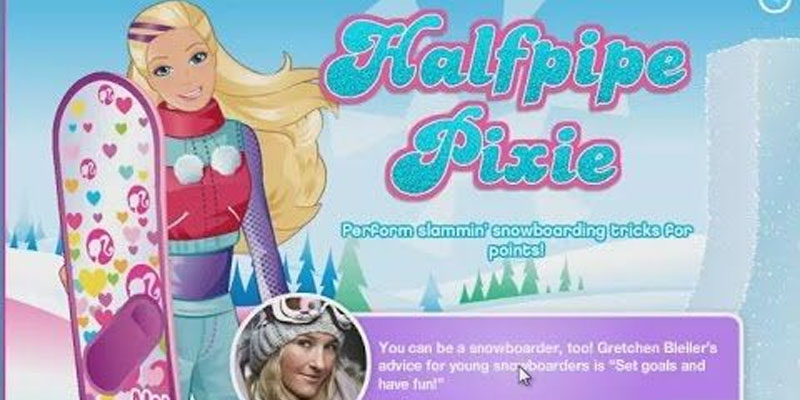 Halfpipe
Pixie
Perform slammin' snowboarding tricks for
points!
You can be a snowboarder, too! Gretchen Bleiler's
advice for young snowboarders is "Set goals and
have fun!"